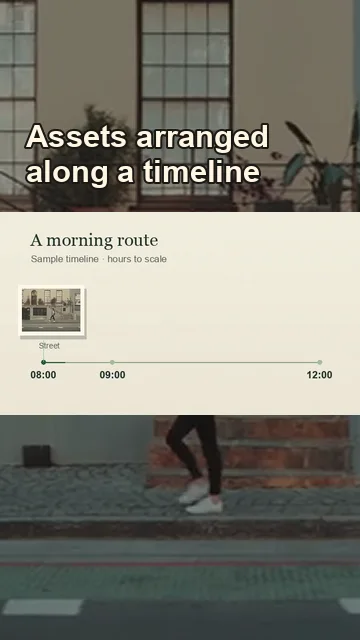 Assets arranged
along a timeline
A morning route
Sample timeline · hours to scale
Street
08:00
09:00
12:00